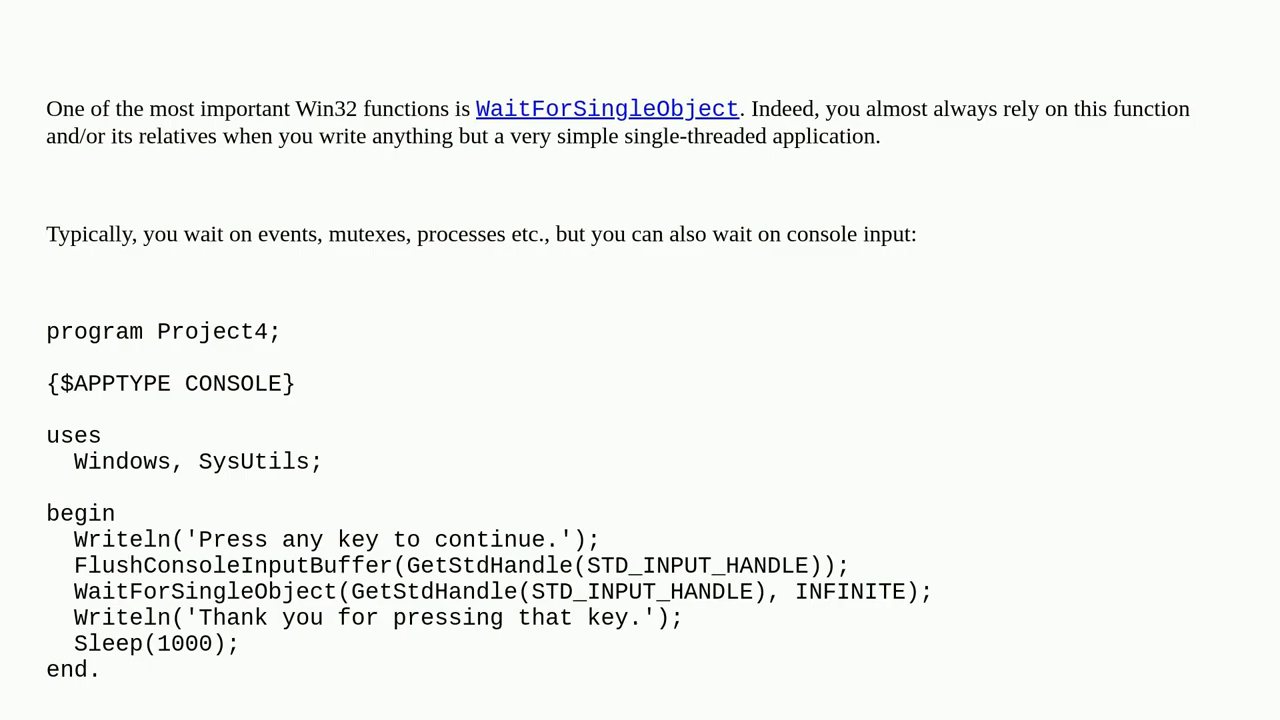 One of the most important Win32 functions is WaitForSingleObject. Indeed, you almost always rely on this function
and/or its relatives when you write anything but a very simple single-threaded application.
Typically, you wait on events, mutexes, processes etc., but you can also wait on console input:
program Project4;
{$APPTYPE CONSOLE}
uses
  Windows, SysUtils;
begin
  Writeln('Press any key to continue.');
  FlushConsoleInputBuffer(GetStdHandle(STD_INPUT_HANDLE));
  WaitForSingleObject(GetStdHandle(STD_INPUT_HANDLE), INFINITE);
  Writeln('Thank you for pressing that key.');
  Sleep(1000);
end.